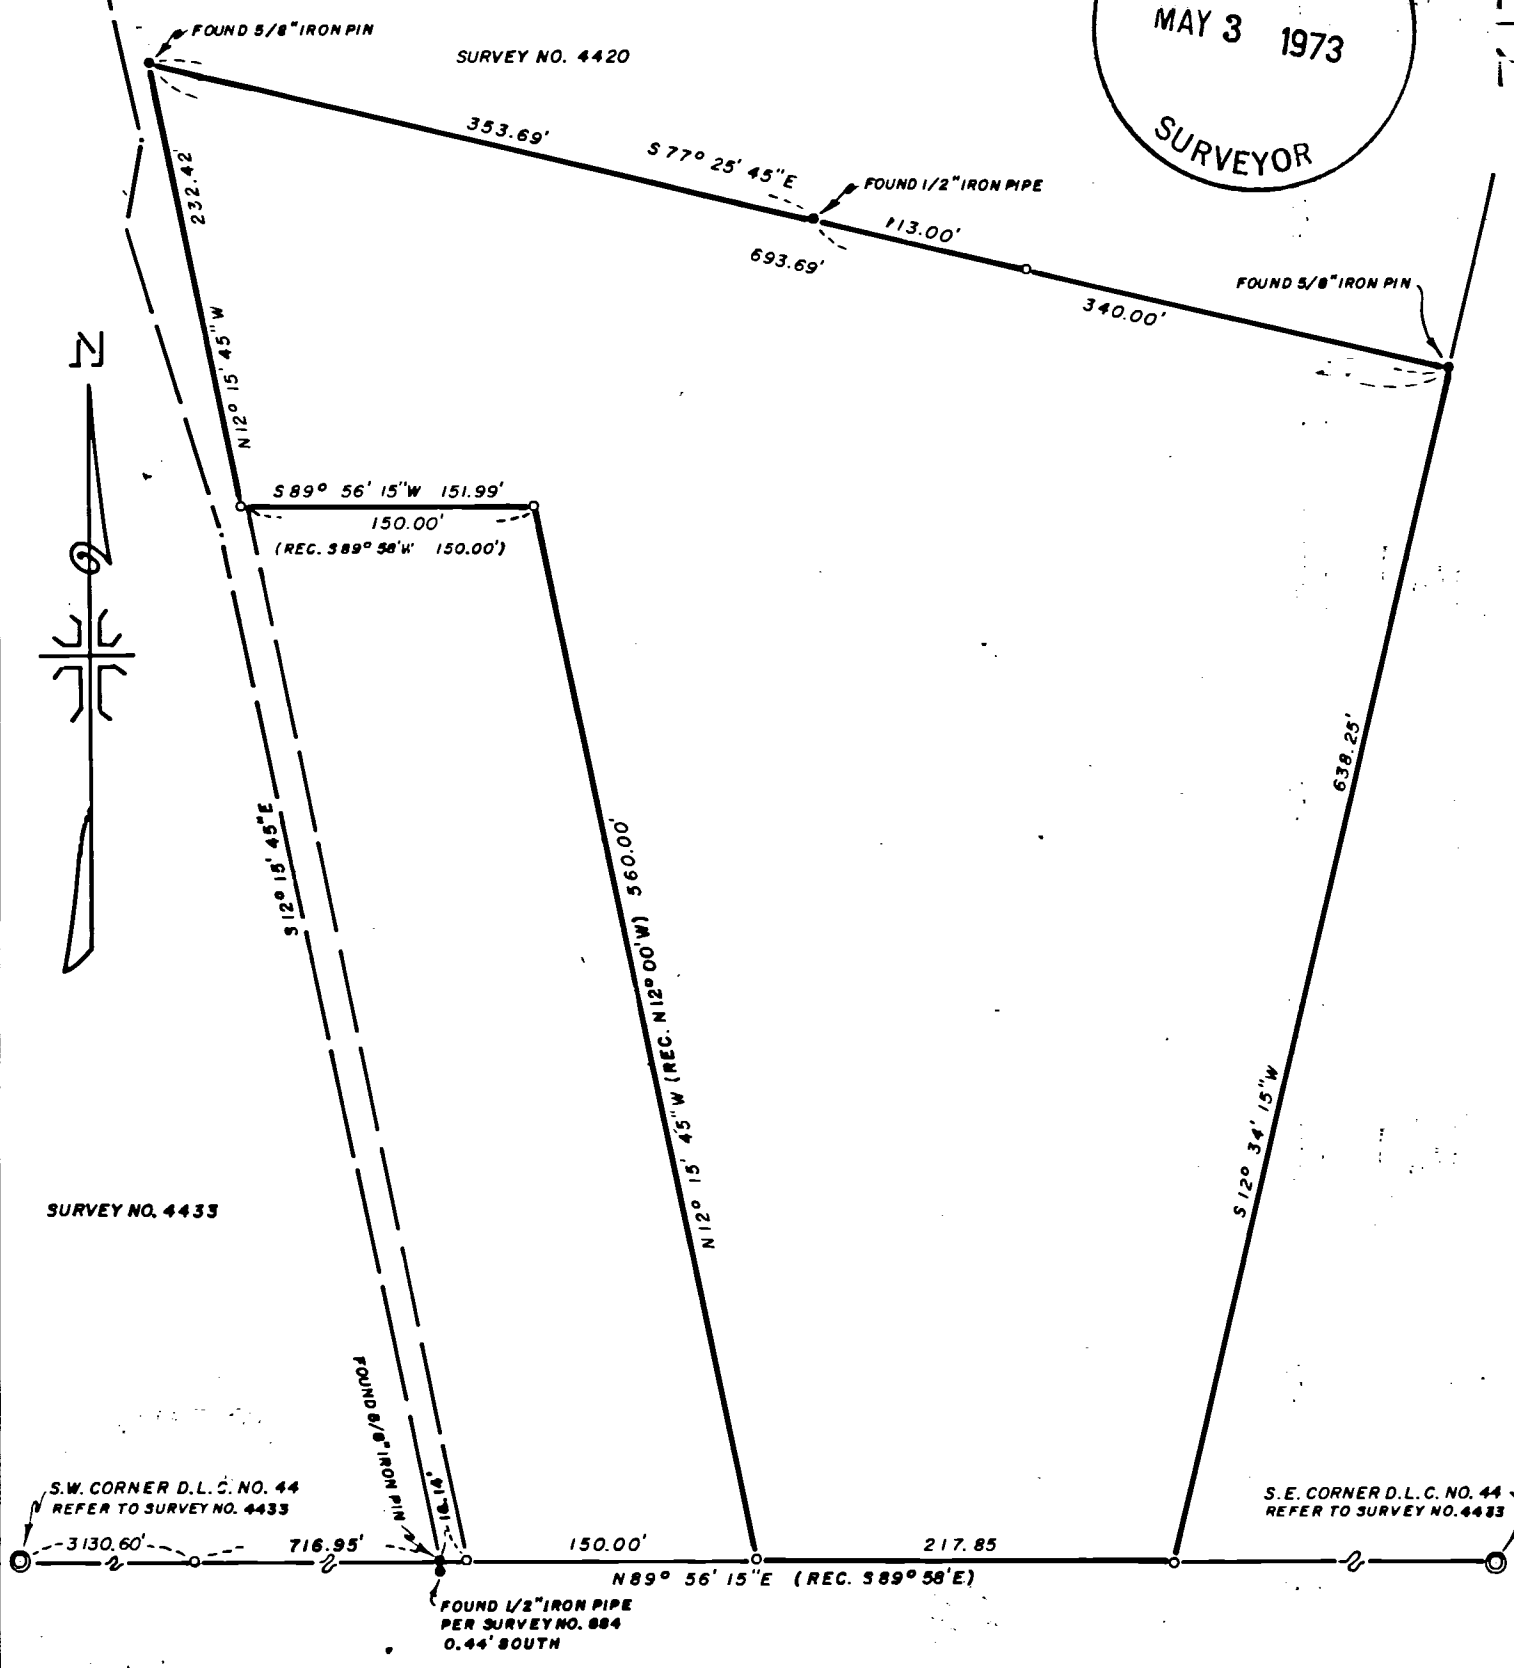 MAY 3 1973
SURVEYOR
FOUND 5/8" IRON PIN
SURVEY NO. 4420
353.69'
S 77° 25' 45" E
FOUND 1/2" IRON PIPE
113.00'
693.69'
FOUND 5/8" IRON PIN
340.00'
232.42'
N 12° 15' 45" W
N
S 89° 56' 15" W 151.99'
150.00'
(REC. S 89° 58' W 150.00')
S 12° 15' 45" E
N 12° 15' 45" W (REC. N 12° 00' W) 560.00'
638.25'
S 12° 34' 15" W
SURVEY NO. 4433
FOUND 5/8" IRON PIN
S.W. CORNER D.L.C. NO. 44
REFER TO SURVEY NO. 4433
S.E. CORNER D.L.C. NO. 44
REFER TO SURVEY NO. 4433
3130.60'
716.95'
150.00'
217.85
N 89° 56' 15" E (REC. S 89° 58' E)
FOUND 1/2" IRON PIPE
PER SURVEY NO. 884
0.44' SOUTH